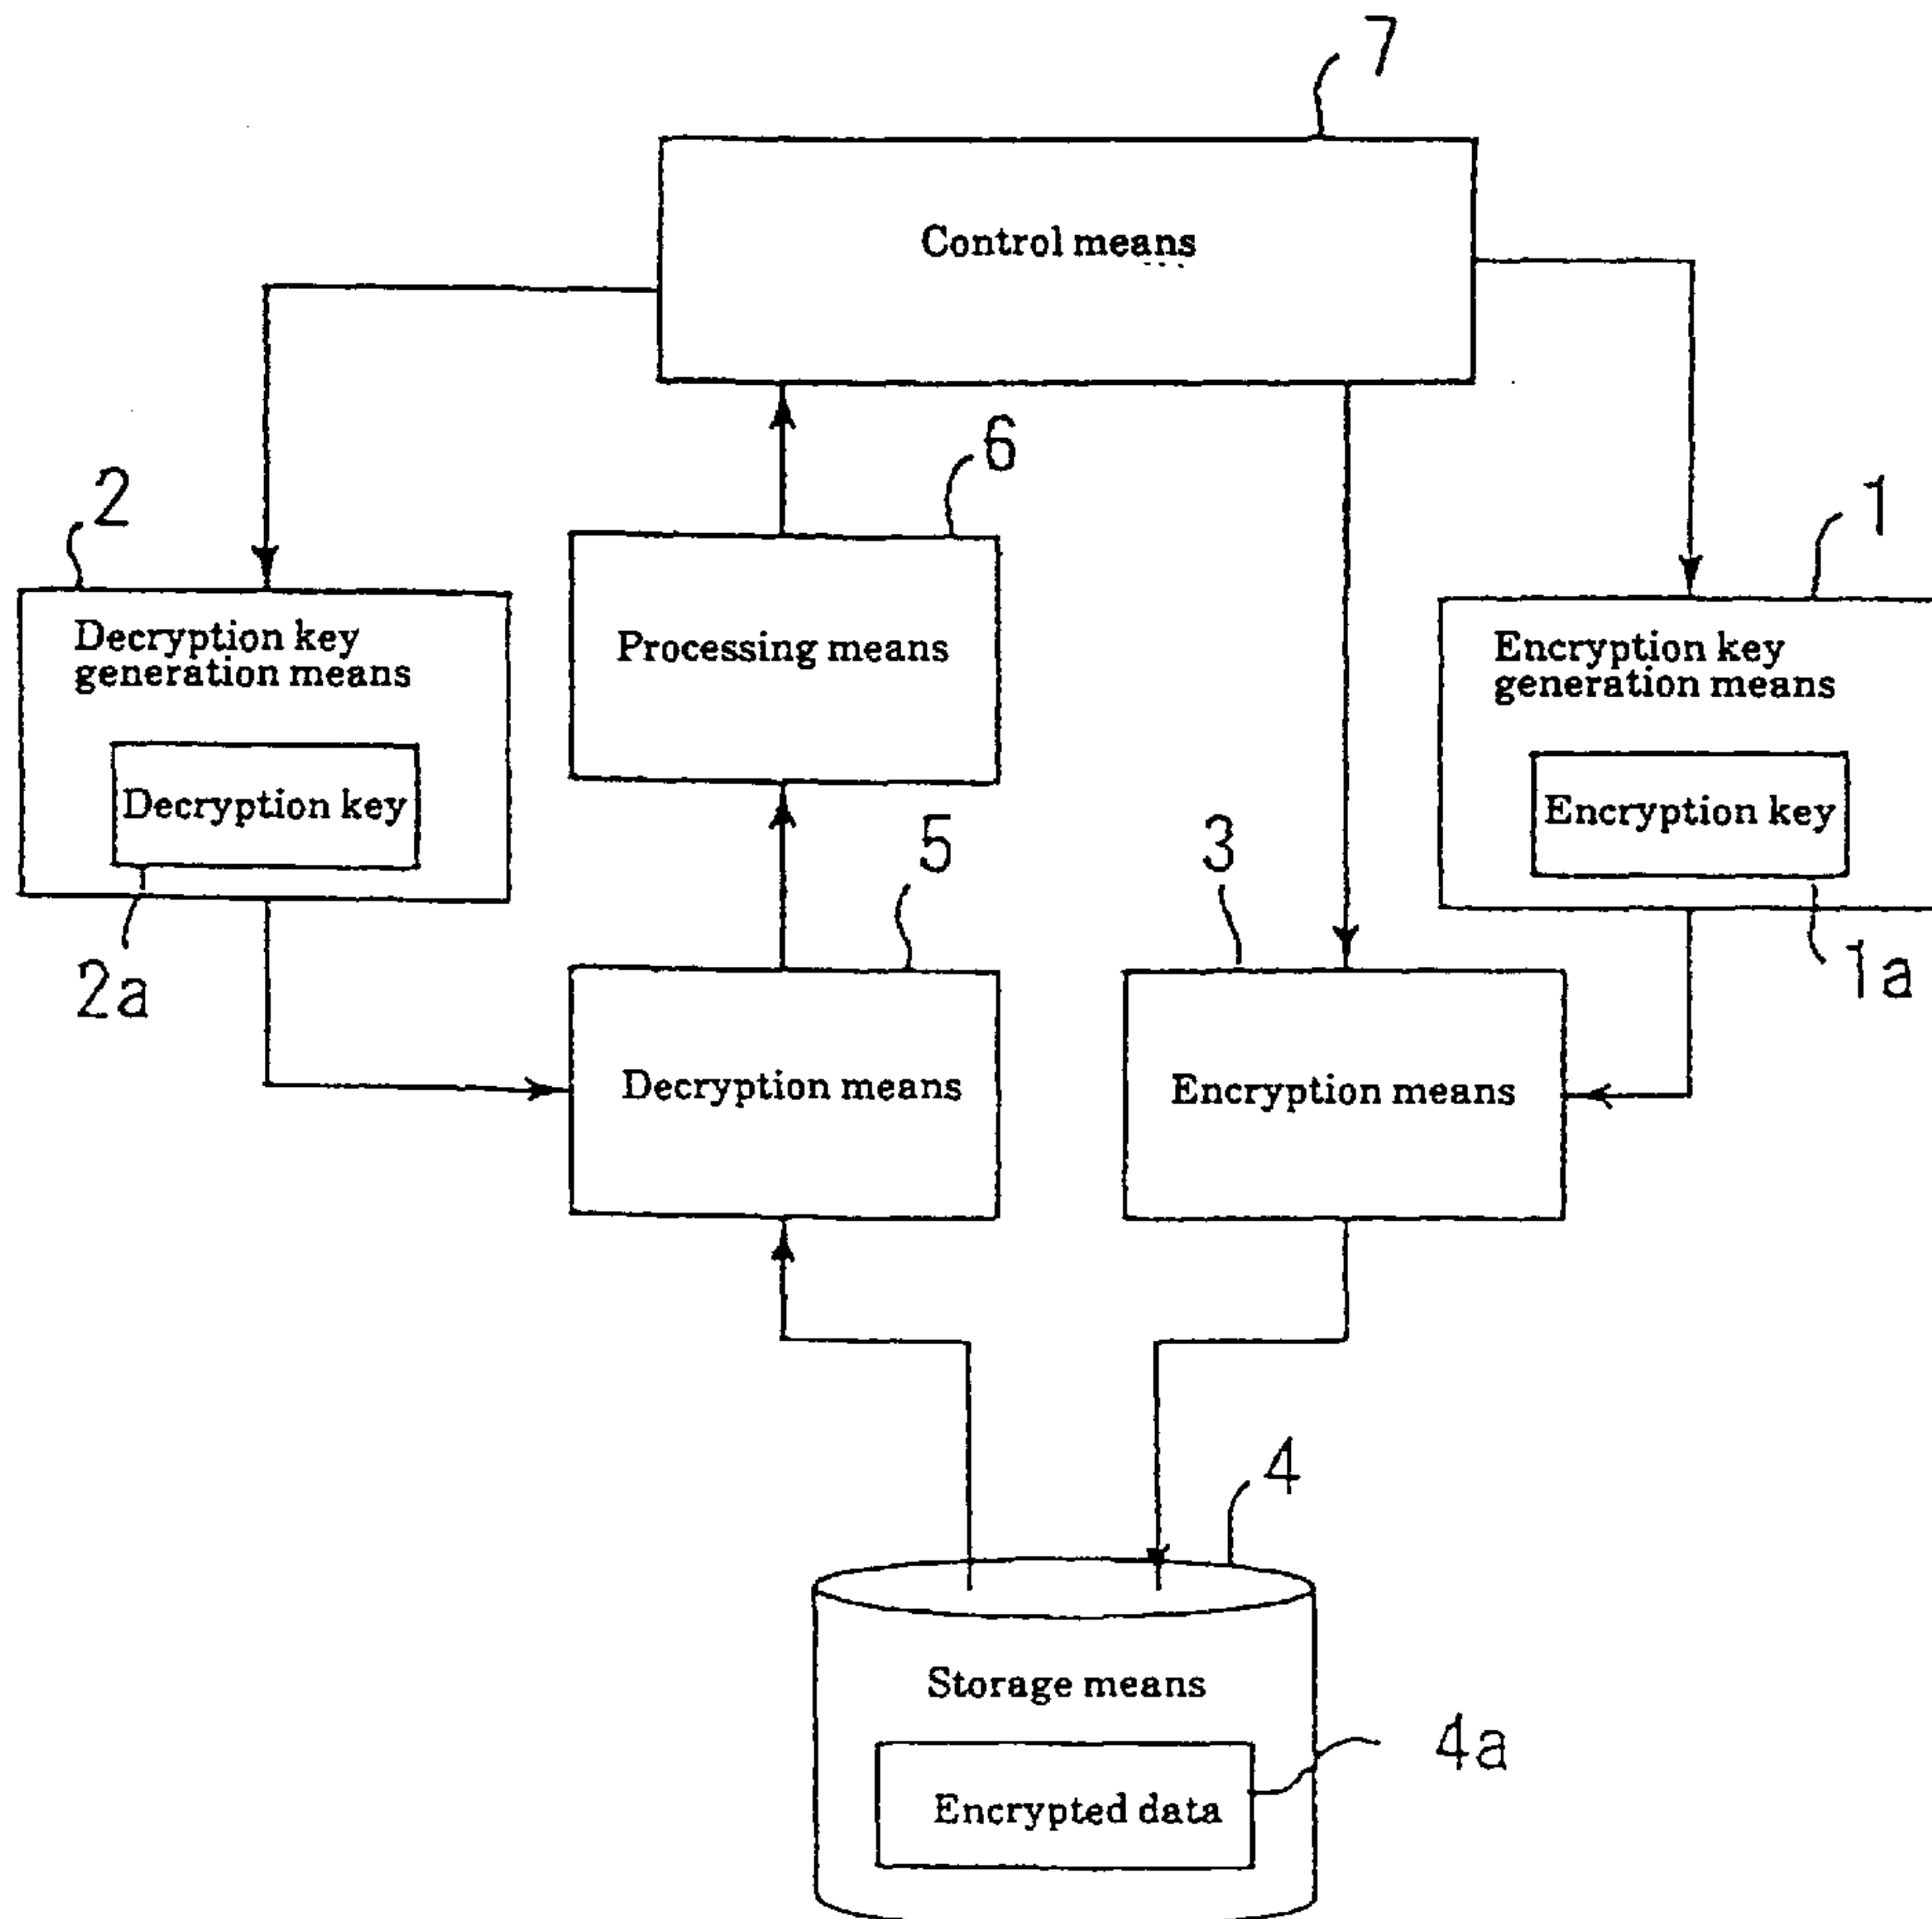 7
Control means
6
2
1
Decryption key
generation means
Processing means
Encryption key
generation means
Decryption key
Encryption key
5
3
2a
1a
Decryption means
Encryption means
4
Storage means
4a
Encrypted data